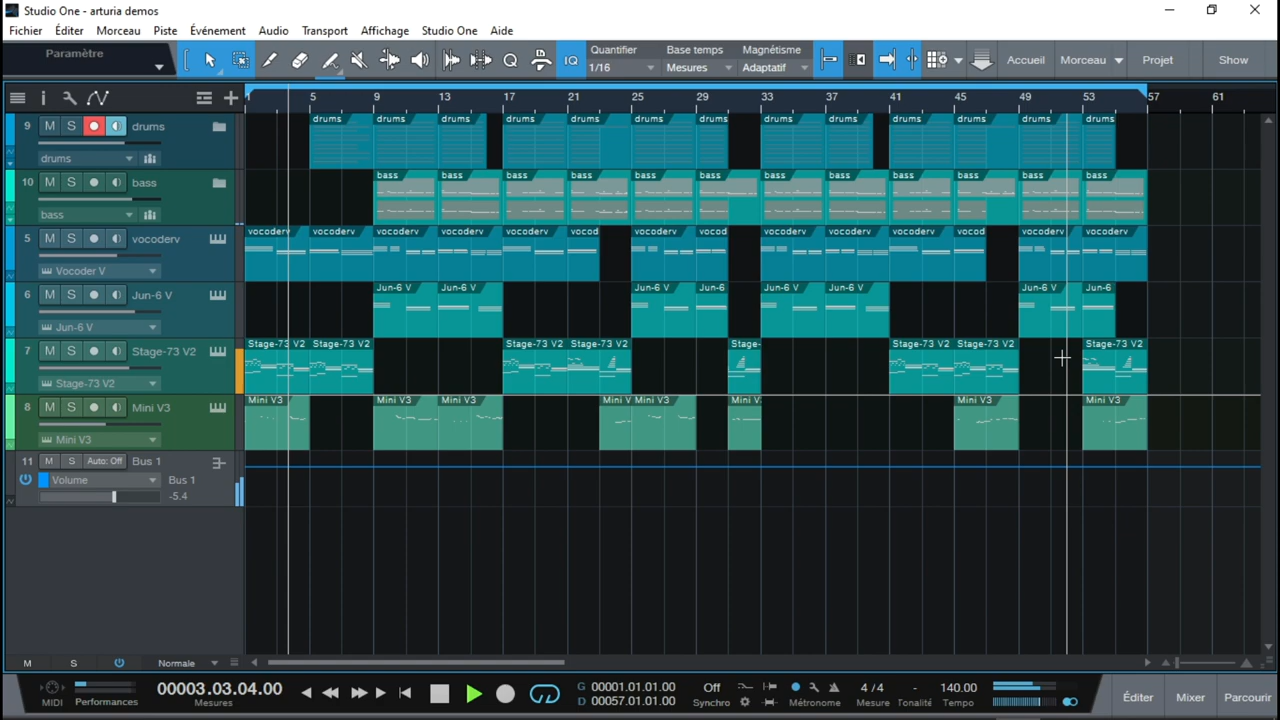 Studio One - arturia demos
Fichier Éditer Morceau Piste Événement Audio Transport Affichage Studio One Aide
Paramètre
IQ
Quantifier
1/16
Base temps
Mesures
Magnétisme
Adaptatif
Accueil Morceau Projet Show
1 5 9 13 17 21 25 29 33 37 41 45 49 53 57 61
9 M S drums
drums
drums drums drums drums drums drums drums drums drums drums drums drums drums
10 M S bass
bass
bass bass bass bass bass bass bass bass bass bass bass bass
5 M S vocoderv
Vocoder V
vocoderv vocoderv vocoderv vocoderv vocoderv vocod vocoderv vocoderv vocoderv vocoderv vocoderv vocod vocoderv vocoderv
6 M S Jun-6 V
Jun-6 V
Jun-6 V Jun-6 V Jun-6 V Jun-6 Jun-6 V Jun-6 V Jun-6 V Jun-6
7 M S Stage-73 V2
Stage-73 V2
Stage-73 V2 Stage-73 V2 Stage-73 V2 Stage-73 V2 Stage- Stage-73 V2 Stage-73 V2 Stage-73 V2
8 M S Mini V3
Mini V3
Mini V3 Mini V3 Mini V3 Mini V Mini V3 Mini V Mini V3 Mini V3
11 M S Auto: Off Bus 1
Volume Bus 1
-5.4
M S Normale
MIDI Performances
00003.03.04.00
Mesures
G 00001.01.01.00
D 00057.01.01.00
Off
Synchro
Métronome
4 / 4
Mesure
-
Tonalité
140.00
Tempo
Éditer Mixer Parcourir